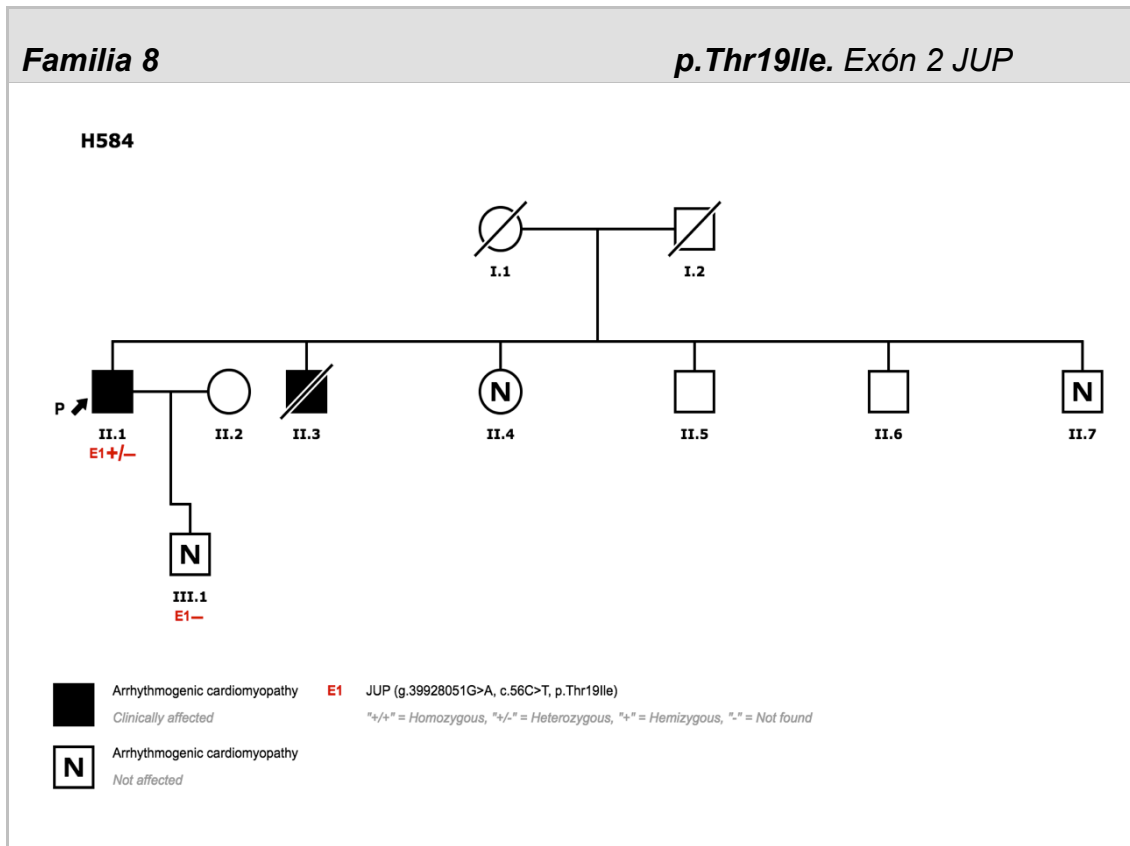 Familia 8 p.Thr19Ile. Exón 2 JUP
H584
I.1 I.2
N N
P
II.1 II.2 II.3 II.4 II.5 II.6 II.7
E1+/–
N
III.1
E1–
Arrhythmogenic cardiomyopathy E1 JUP (g.39928051G>A, c.56C>T, p.Thr19Ile)
Clinically affected "+/+" = Homozygous, "+/-" = Heterozygous, "+" = Hemizygous, "-" = Not found
N Arrhythmogenic cardiomyopathy
Not affected